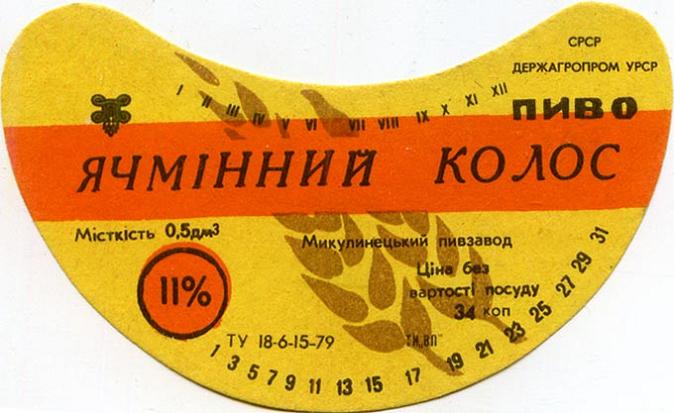 СРСР
ДЕРЖАГРОПРОМ УРСР
I II III IV V VI VII VIII IX X XI XII
ПИВО
ЯЧМІННИЙ КОЛОС
Місткість 0,5дм³
Микулинецький пивзавод
11%
Ціна без
вартості посуду
34 коп
ТУ 18-6-15-79
ТИ„ВП"
1 3 5 7 9 11 13 15 17 19 21 23 25 27 29 31